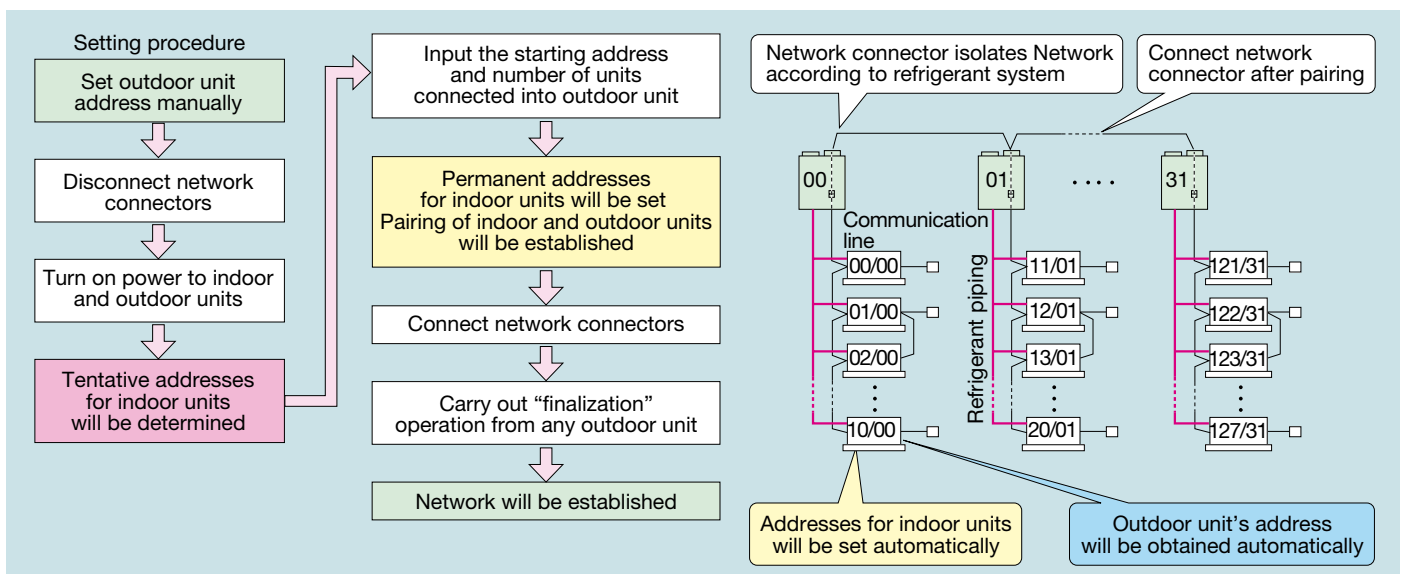 Setting procedure
Set outdoor unit
address manually
Disconnect network
connectors
Turn on power to indoor
and outdoor units
Tentative addresses
for indoor units
will be determined
Input the starting address
and number of units
connected into outdoor unit
Permanent addresses
for indoor units will be set
Pairing of indoor and outdoor units
will be established
Connect network connectors
Carry out “finalization”
operation from any outdoor unit
Network will be established
Network connector isolates Network
according to refrigerant system
Connect network
connector after pairing
00
01
31
Communication
line
Refrigerant piping
00/00
01/00
02/00
10/00
11/01
12/01
13/01
20/01
121/31
122/31
123/31
127/31
Addresses for indoor units
will be set automatically
Outdoor unit’s address
will be obtained automatically